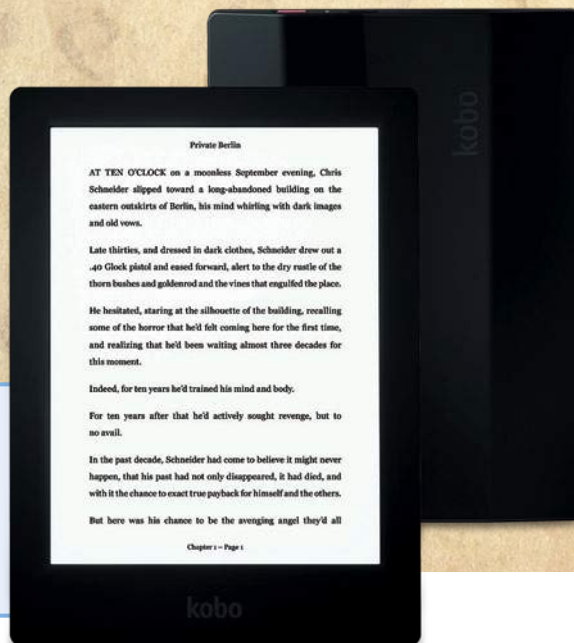 kobo
Private Berlin
AT TEN O'CLOCK on a moonless September evening, Chris
Schneider slipped toward a long-abandoned building on the
eastern outskirts of Berlin, his mind whirling with dark images
and old vows.
Late thirties, and dressed in dark clothes, Schneider drew out a
.40 Glock pistol and eased forward, alert to the dry rustle of the
thorn bushes and goldenrod and the vines that engulfed the place.
He hesitated, staring at the silhouette of the building, recalling
some of the horror that he'd felt coming here for the first time,
and realizing that he'd been waiting almost three decades for
this moment.
Indeed, for ten years he'd trained his mind and body.
For ten years after that he'd actively sought revenge, but to
no avail.
In the past decade, Schneider had come to believe it might never
happen, that his past had not only disappeared, it had died, and
with it the chance to exact true payback for himself and the others.
But here was his chance to be the avenging angel they'd all
Chapter 1 – Page 1
kobo